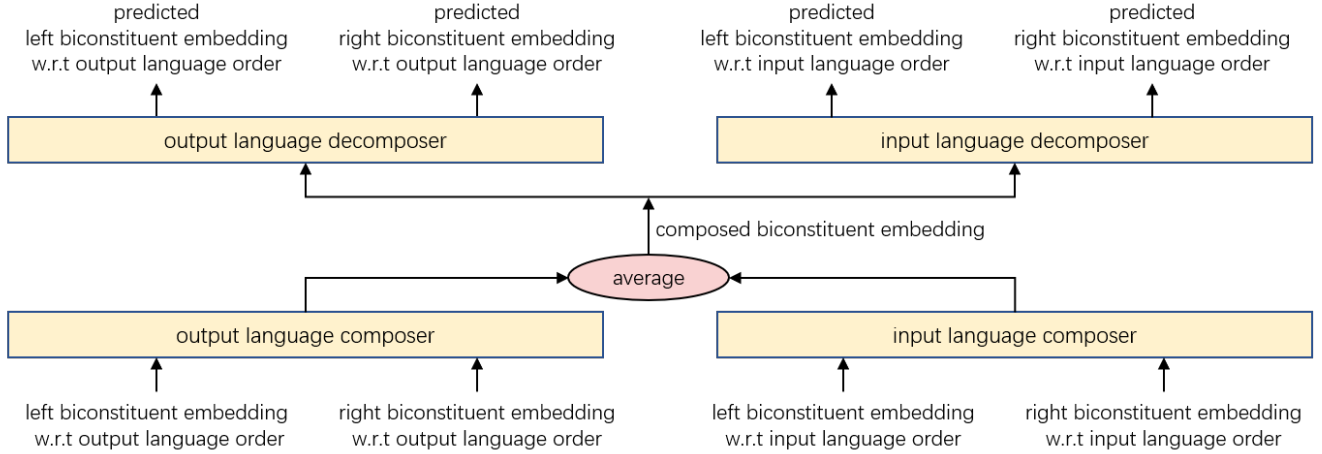 predicted
left biconstituent embedding
w.r.t output language order
predicted
right biconstituent embedding
w.r.t output language order
predicted
left biconstituent embedding
w.r.t input language order
predicted
right biconstituent embedding
w.r.t input language order
output language decomposer
input language decomposer
composed biconstituent embedding
average
output language composer
input language composer
left biconstituent embedding
w.r.t output language order
right biconstituent embedding
w.r.t output language order
left biconstituent embedding
w.r.t input language order
right biconstituent embedding
w.r.t input language order